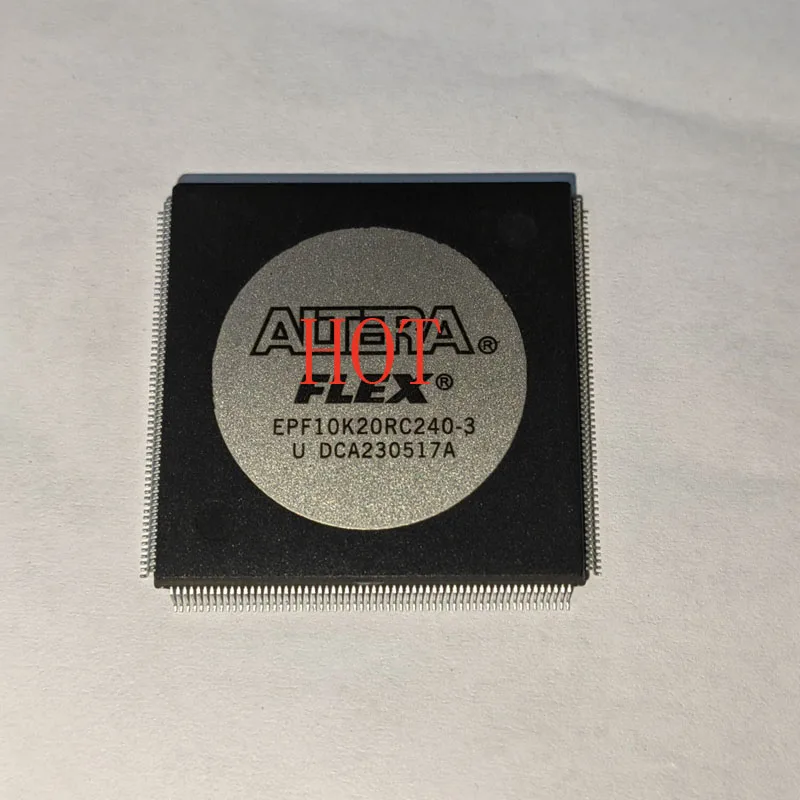 ALTERA®
HOT
FLEX®
EPF10K20RC240-3
U DCA230517A